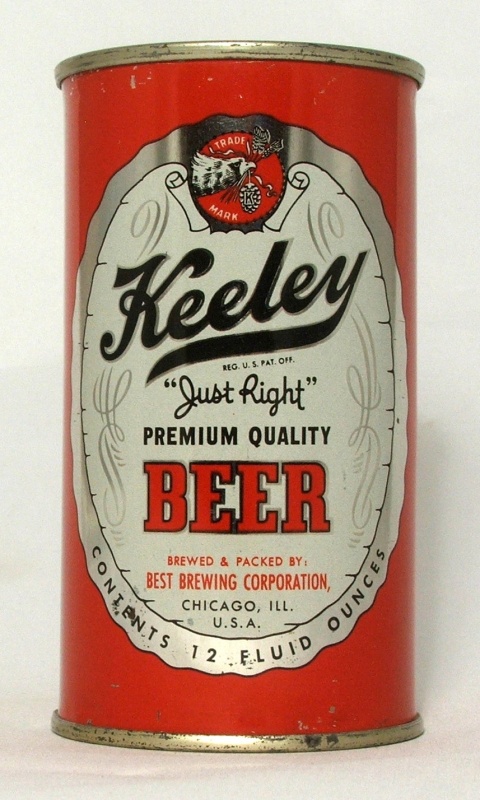 TRADE
K
MARK
Keeley
REG. U. S. PAT. OFF.
"Just Right"
PREMIUM QUALITY
BEER
BREWED & PACKED BY:
BEST BREWING CORPORATION,
CHICAGO, ILL.
U.S.A.
CONTENTS 12 FLUID OUNCES